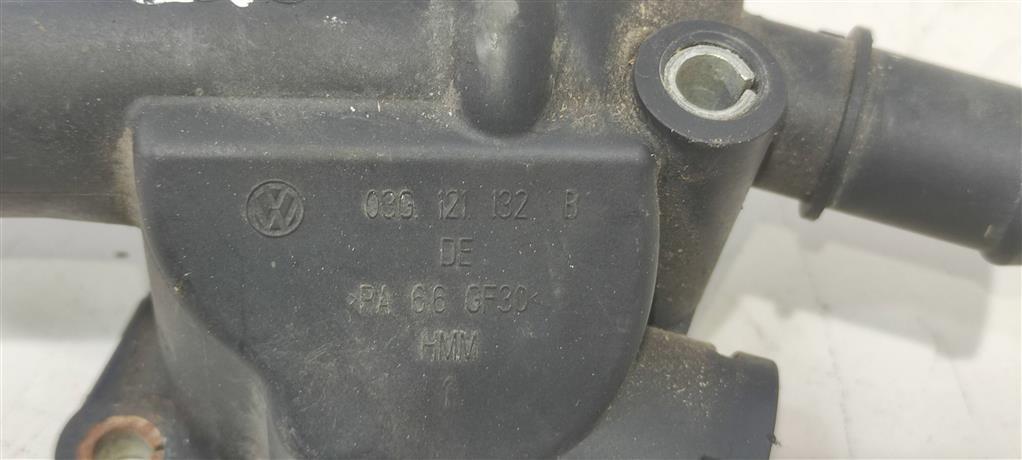 03G 121 132 B
DE
>PA 66 GF30<
HMM